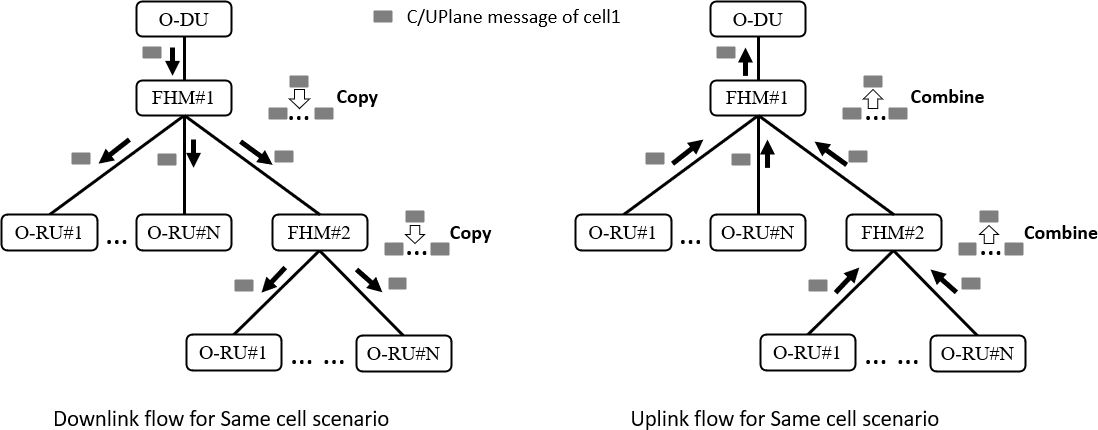 O-DU
C/UPlane message of cell1
O-DU
FHM#1
Copy
FHM#1
Combine
...
...
O-RU#1
...
O-RU#N
FHM#2
Copy
O-RU#1
...
O-RU#N
FHM#2
Combine
...
...
O-RU#1
... ...
O-RU#N
O-RU#1
... ...
O-RU#N
Downlink flow for Same cell scenario
Uplink flow for Same cell scenario